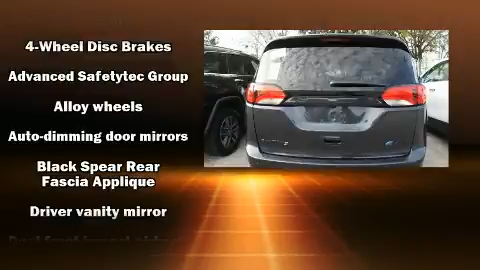 4-Wheel Disc Brakes
Advanced Safetytec Group
Alloy wheels
Auto-dimming door mirrors
Black Spear Rear
Fascia Applique
Driver vanity mirror